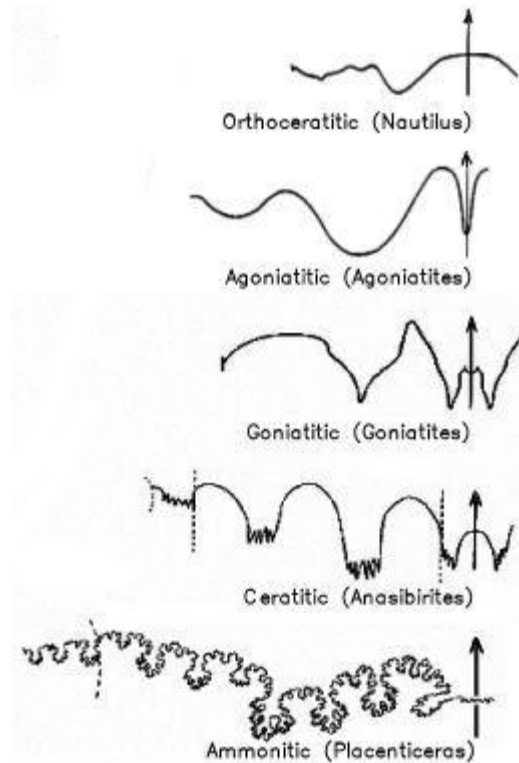 Orthoceratitic (Nautilus)
Agoniatitic (Agoniatites)
Goniatitic (Goniatites)
Ceratitic (Anasibirites)
Ammonitic (Placenticeras)